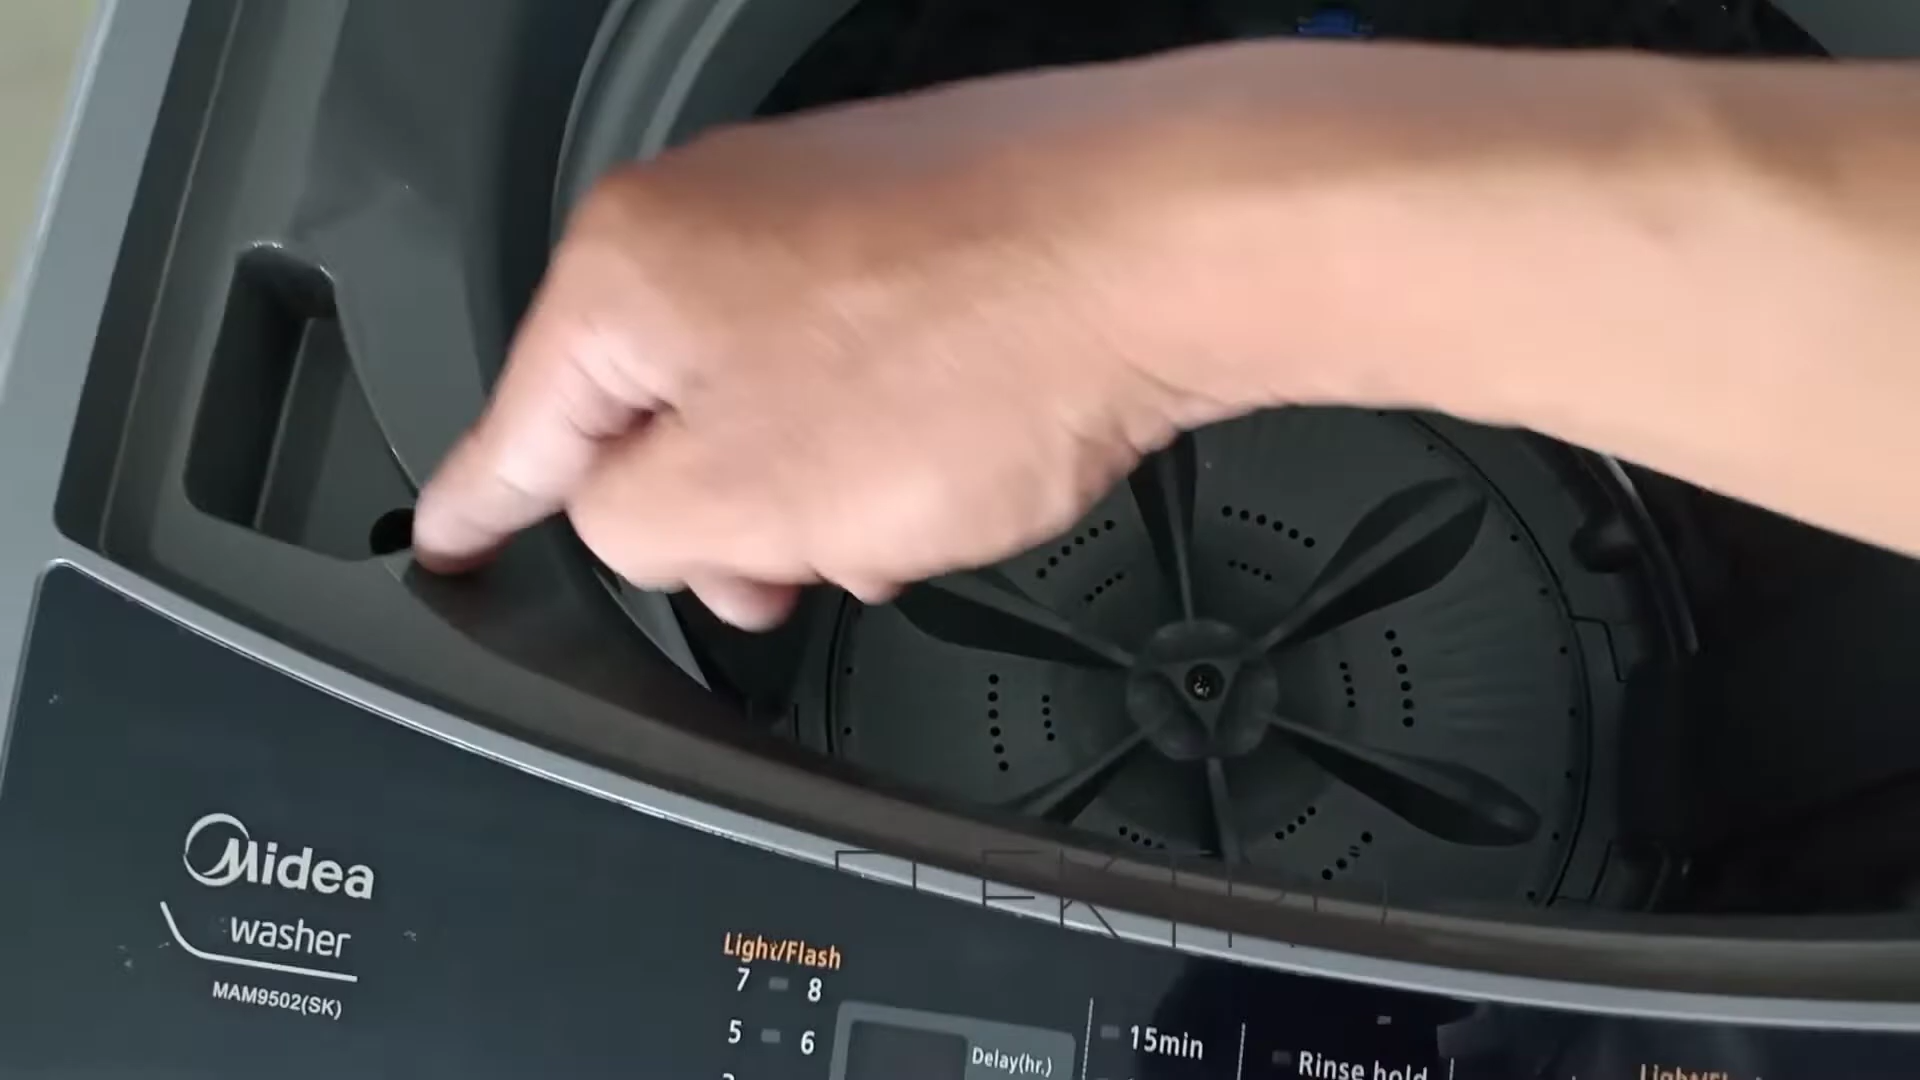 Midea
washer
MAM9502(SK)
Light/Flash
7 8
5 6
Delay(hr.)
15min
Rinse hold